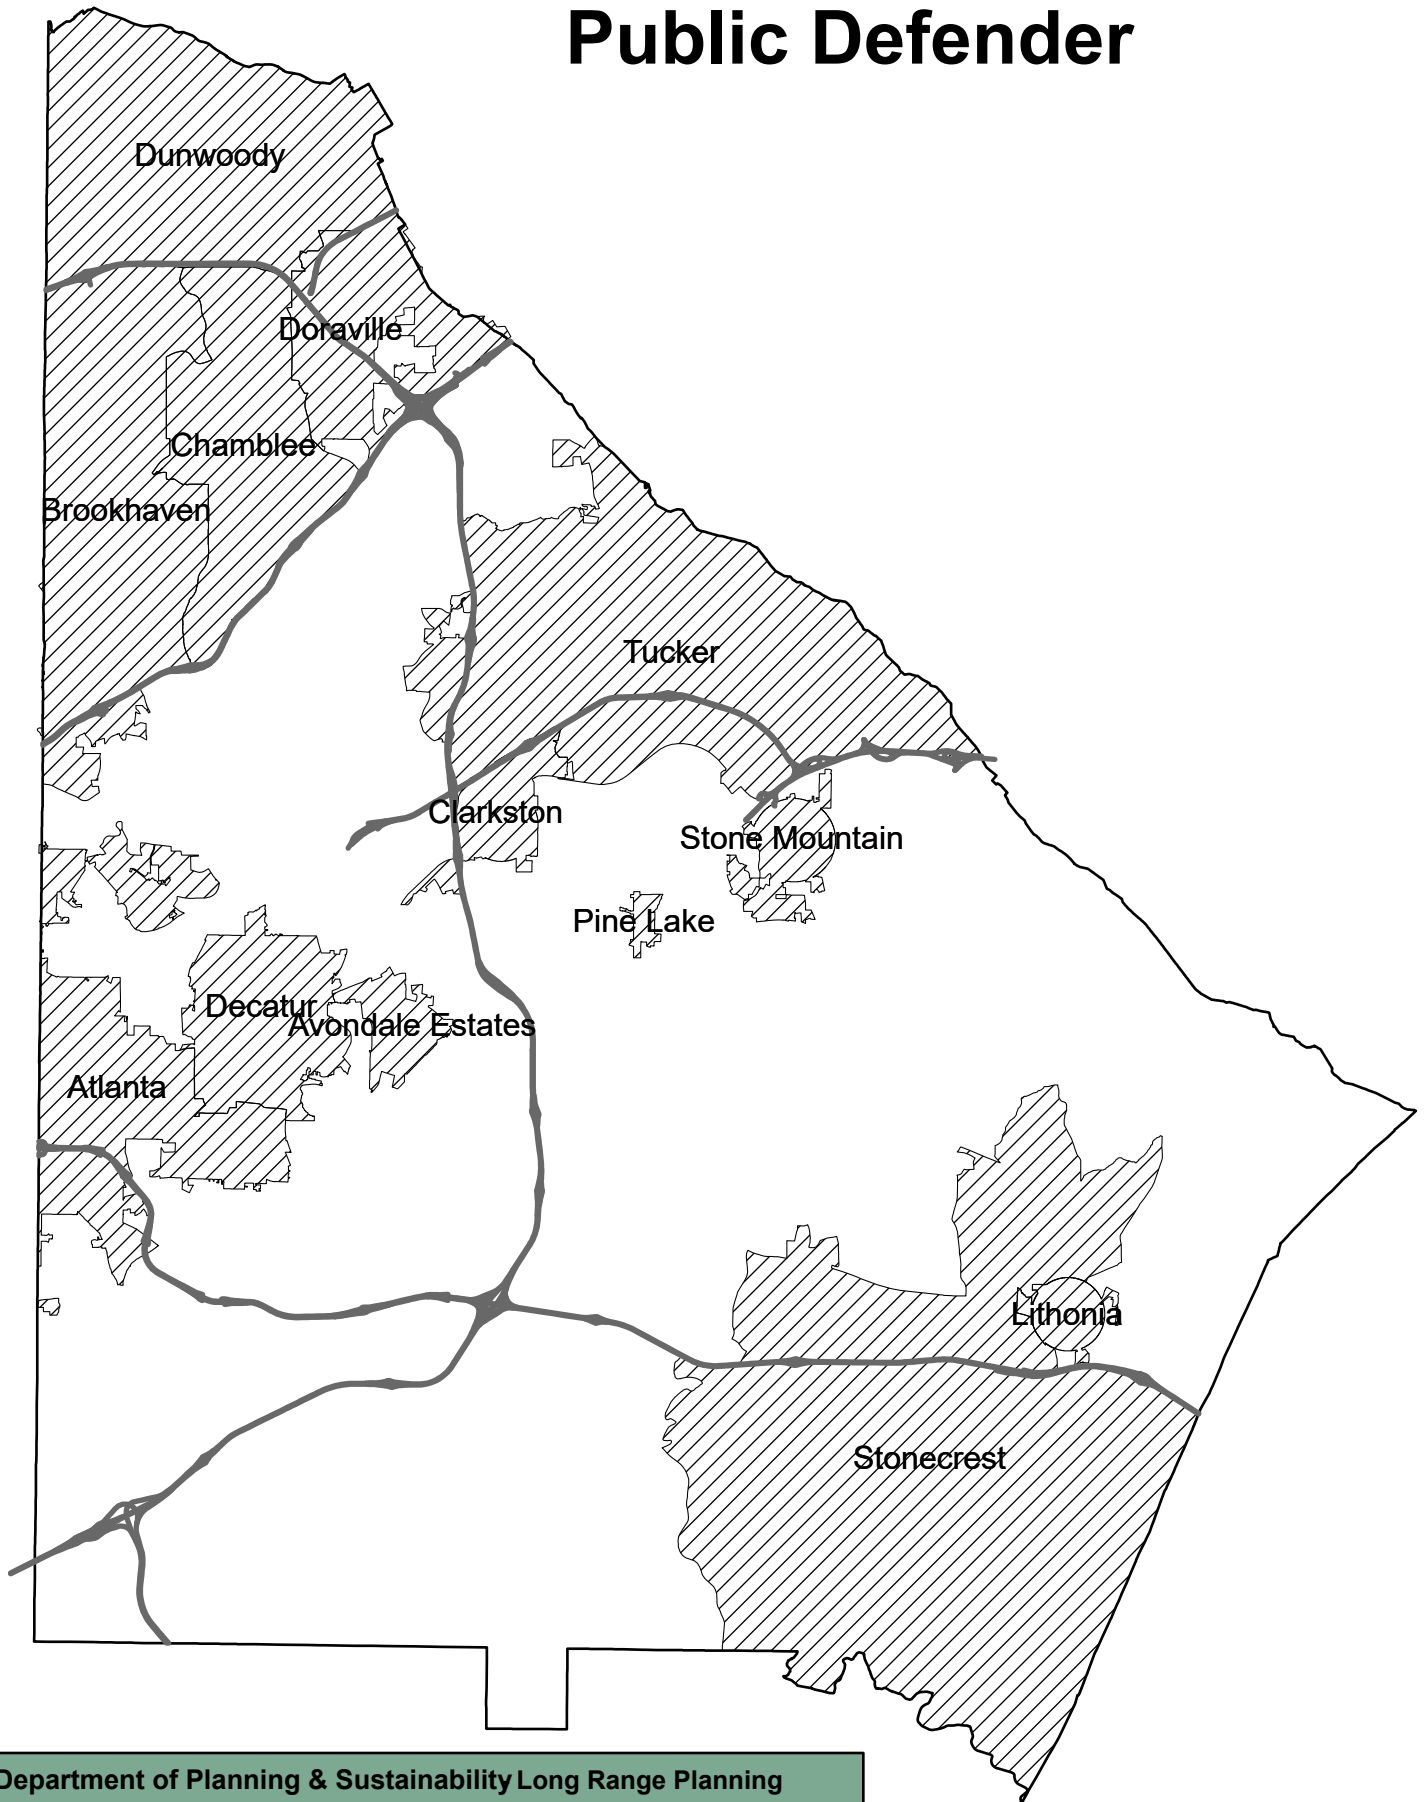 Public Defender
Dunwoody
Doraville
Chamblee
Brookhaven
Tucker
Clarkston
Stone Mountain
Pine Lake
Decatur
Avondale Estates
Atlanta
Lithonia
Stonecrest
Department of Planning & Sustainability Long Range Planning